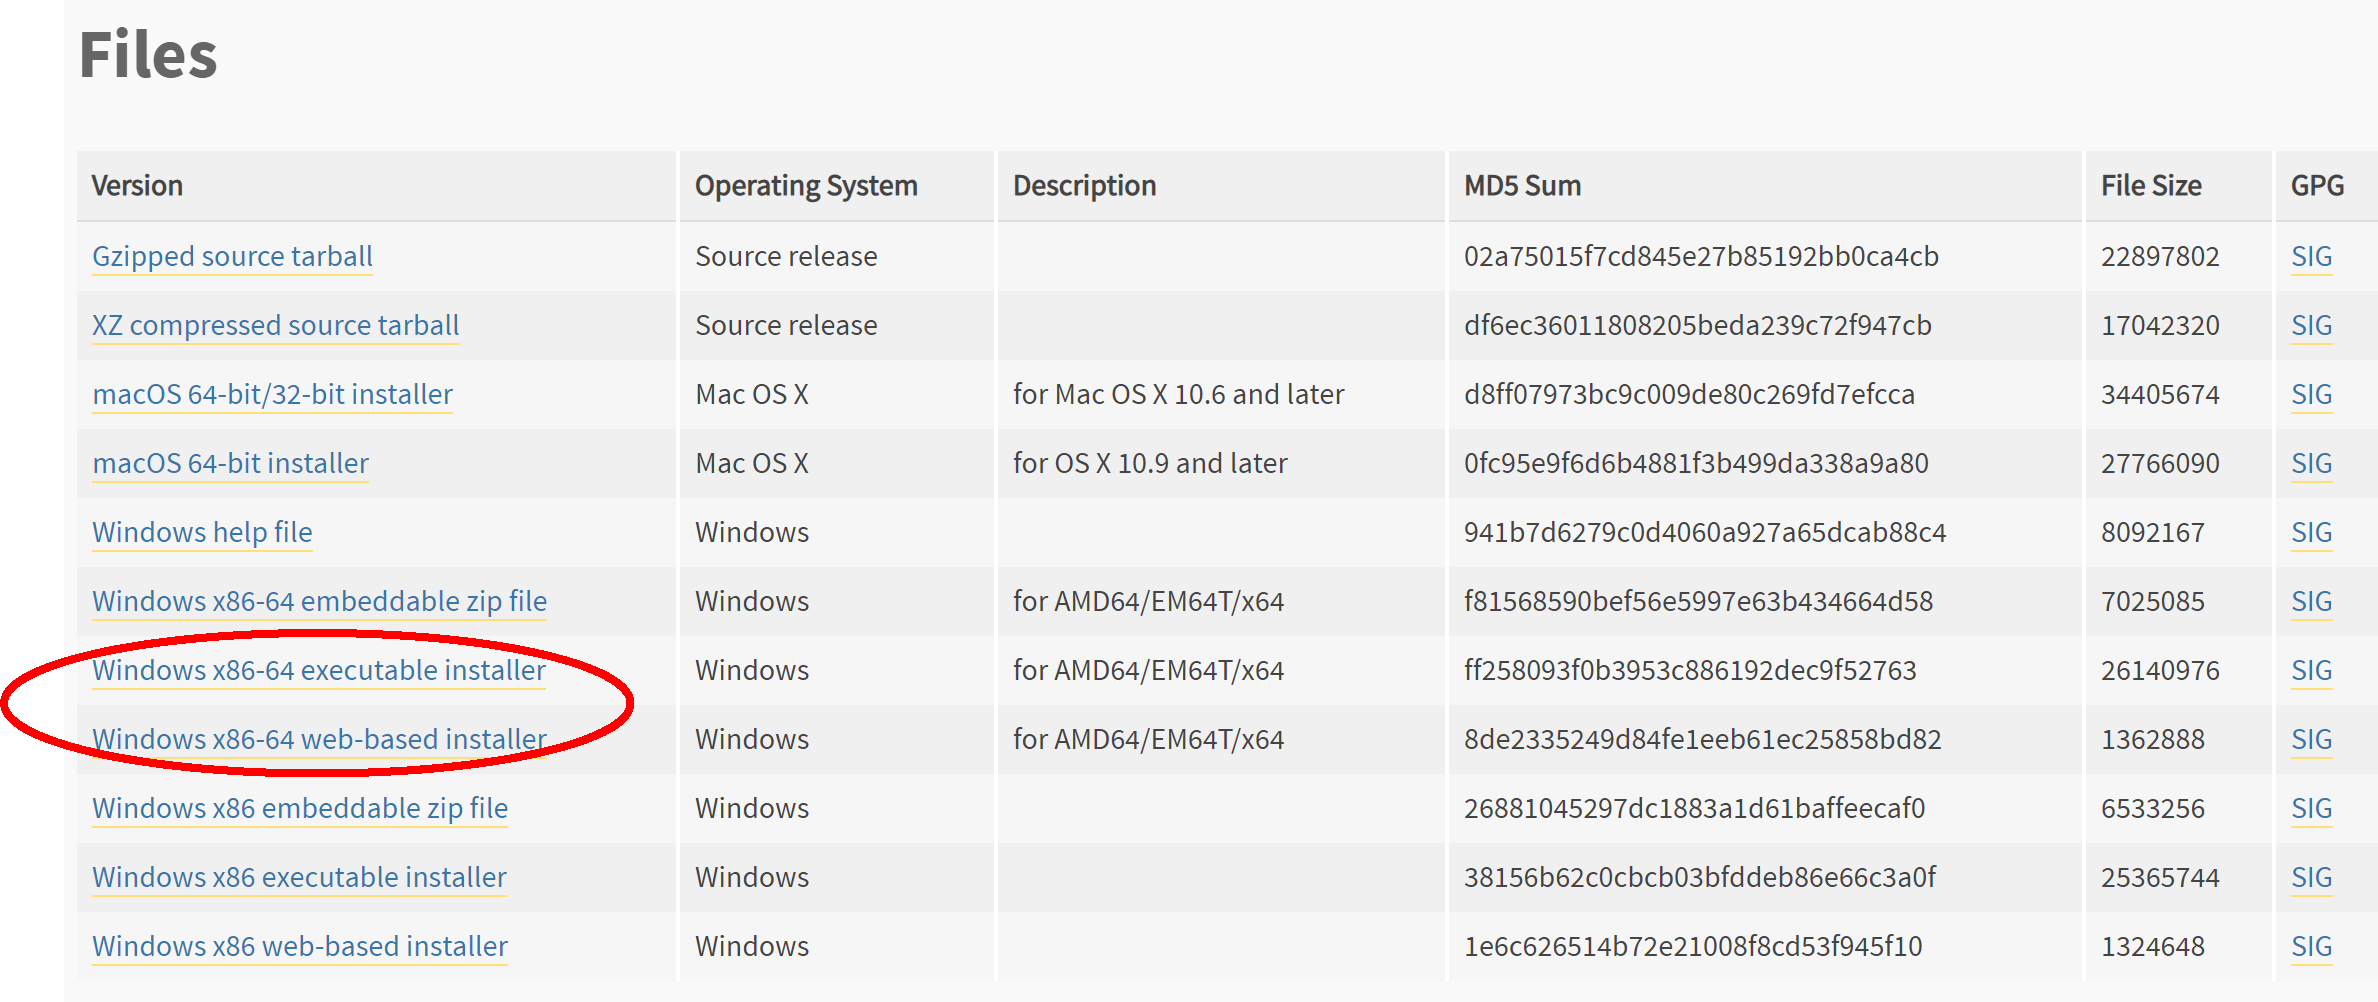 Files
Version Operating System Description MD5 Sum File Size GPG
Gzipped source tarball Source release 02a75015f7cd845e27b85192bb0ca4cb 22897802 SIG
XZ compressed source tarball Source release df6ec36011808205beda239c72f947cb 17042320 SIG
macOS 64-bit/32-bit installer Mac OS X for Mac OS X 10.6 and later d8ff07973bc9c009de80c269fd7efcca 34405674 SIG
macOS 64-bit installer Mac OS X for OS X 10.9 and later 0fc95e9f6d6b4881f3b499da338a9a80 27766090 SIG
Windows help file Windows 941b7d6279c0d4060a927a65dcab88c4 8092167 SIG
Windows x86-64 embeddable zip file Windows for AMD64/EM64T/x64 f81568590bef56e5997e63b434664d58 7025085 SIG
Windows x86-64 executable installer Windows for AMD64/EM64T/x64 ff258093f0b3953c886192dec9f52763 26140976 SIG
Windows x86-64 web-based installer Windows for AMD64/EM64T/x64 8de2335249d84fe1eeb61ec25858bd82 1362888 SIG
Windows x86 embeddable zip file Windows 26881045297dc1883a1d61baffeecaf0 6533256 SIG
Windows x86 executable installer Windows 38156b62c0cbcb03bfddeb86e66c3a0f 25365744 SIG
Windows x86 web-based installer Windows 1e6c626514b72e21008f8cd53f945f10 1324648 SIG